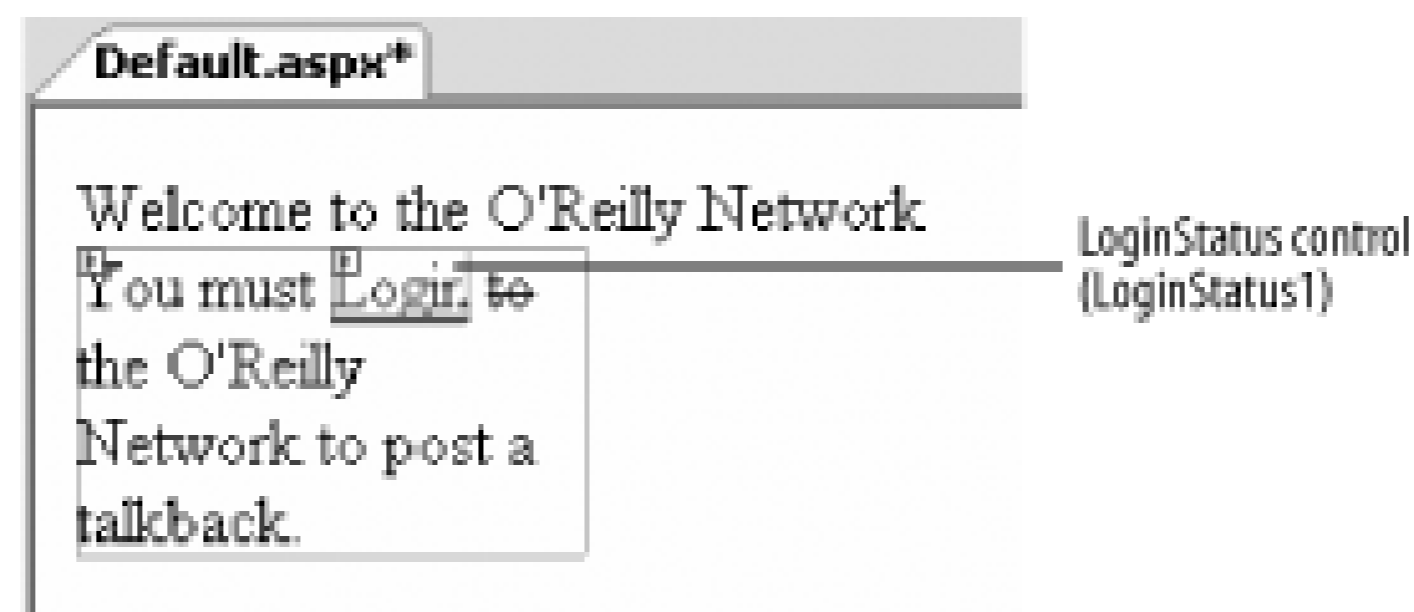 Default.aspx*
Welcome to the O'Reilly Network
You must Login to
the O'Reilly
Network to post a
talkback.
LoginStatus control
(LoginStatus1)